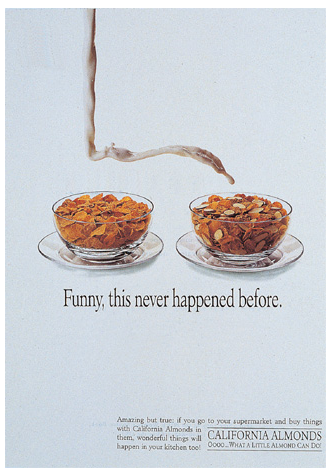 Funny, this never happened before.
Amazing but true: if you go to your supermarket and buy things
with California Almonds in
them, wonderful things will
happen in your kitchen too!
CALIFORNIA ALMONDS
OOOO...WHAT A LITTLE ALMOND CAN DO!